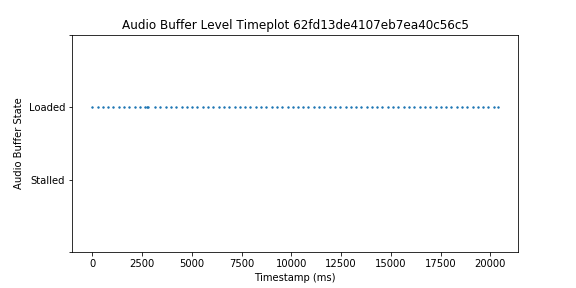 Audio Buffer Level Timeplot 62fd13de4107eb7ea40c56c5
Audio Buffer State
Loaded
Stalled
0 2500 5000 7500 10000 12500 15000 17500 20000
Timestamp (ms)